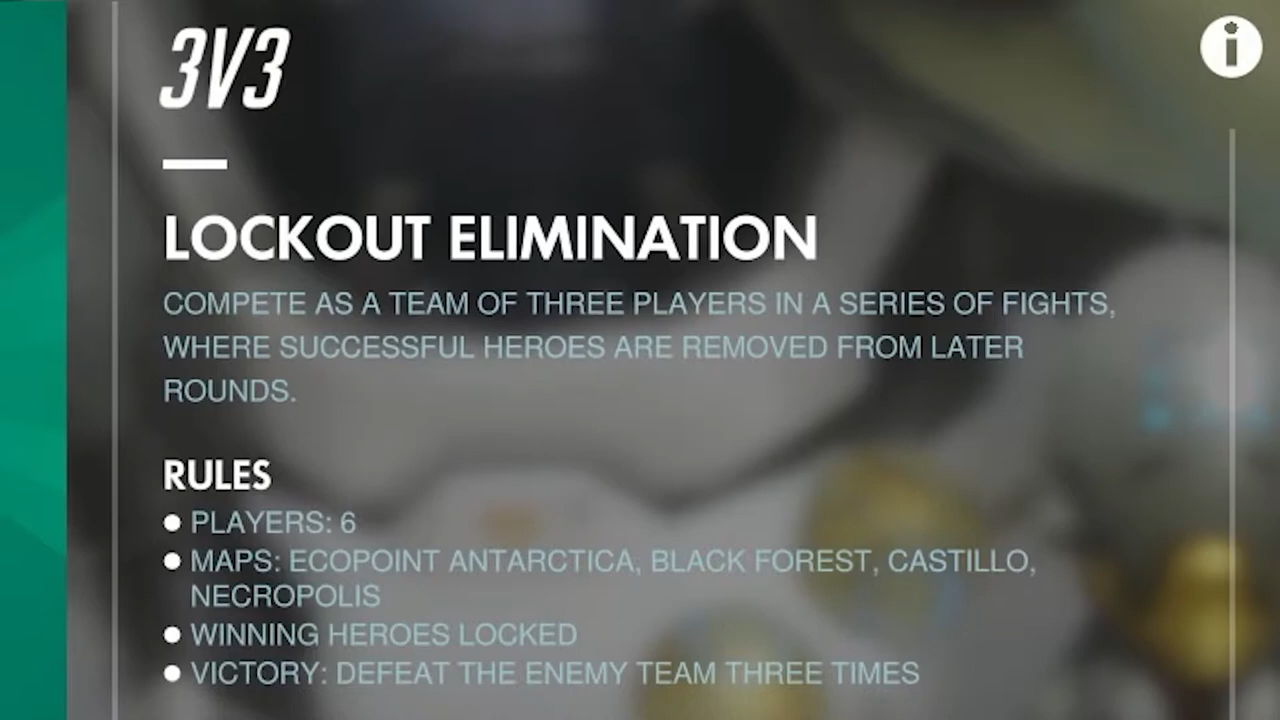 3V3
LOCKOUT ELIMINATION
COMPETE AS A TEAM OF THREE PLAYERS IN A SERIES OF FIGHTS,
WHERE SUCCESSFUL HEROES ARE REMOVED FROM LATER
ROUNDS.
RULES
PLAYERS: 6
MAPS: ECOPOINT ANTARCTICA, BLACK FOREST, CASTILLO,
NECROPOLIS
WINNING HEROES LOCKED
VICTORY: DEFEAT THE ENEMY TEAM THREE TIMES